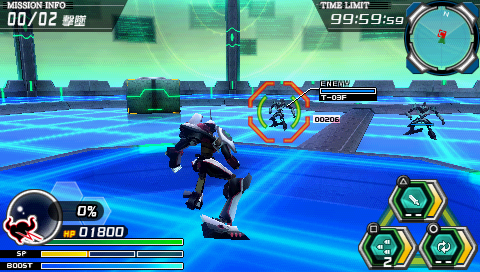 MISSION INFO
00/02 撃墜
TIME LIMIT
99:59:59
N
ENEMY
T-03F
00206
0%
HP 01800
SP
BOOST
2